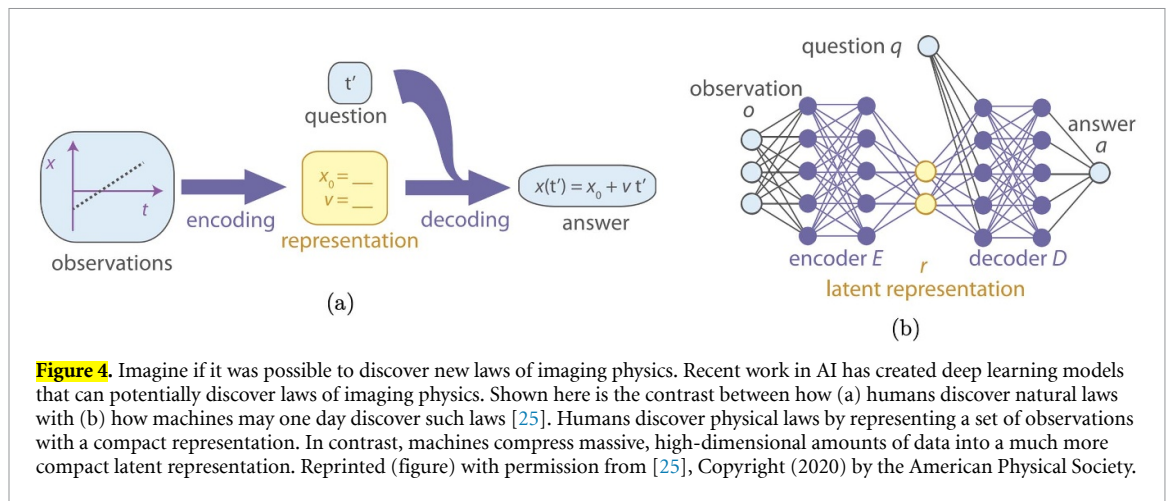 t'
question
x
t
observations
encoding
x₀ = __
v = __
representation
decoding
x(t') = x₀ + v t'
answer
(a)
question q
observation
o
answer
a
encoder E
r
decoder D
latent representation
(b)
Figure 4. Imagine if it was possible to discover new laws of imaging physics. Recent work in AI has created deep learning models
that can potentially discover laws of imaging physics. Shown here is the contrast between how (a) humans discover natural laws
with (b) how machines may one day discover such laws [25]. Humans discover physical laws by representing a set of observations
with a compact representation. In contrast, machines compress massive, high-dimensional amounts of data into a much more
compact latent representation. Reprinted (figure) with permission from [25], Copyright (2020) by the American Physical Society.